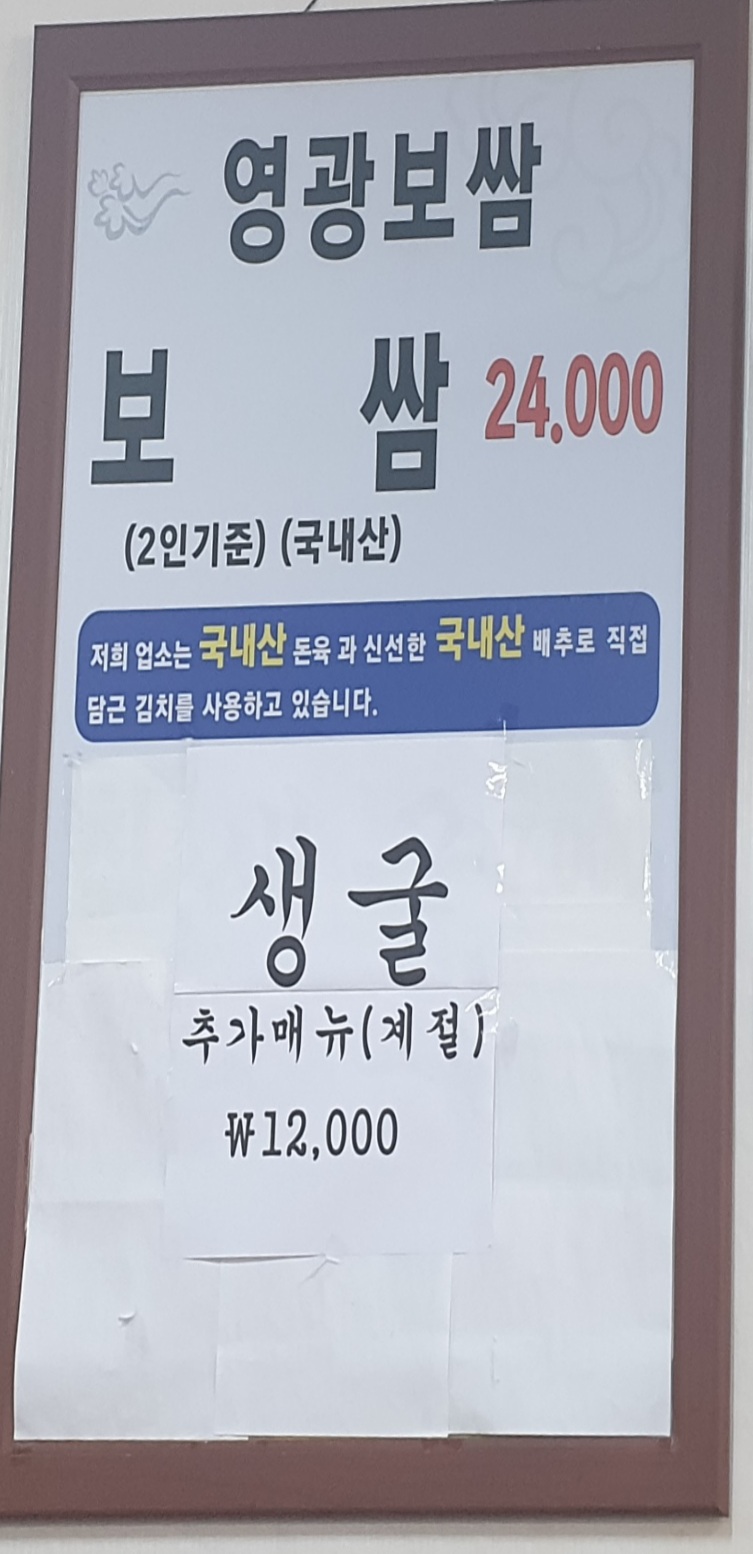 영광보쌈
보 쌈 24,000
(2인기준) (국내산)
저희 업소는 국내산 돈육 과 신선한 국내산 배추로 직접
담근 김치를 사용하고 있습니다.
생굴
추가매뉴(계절)
₩12,000